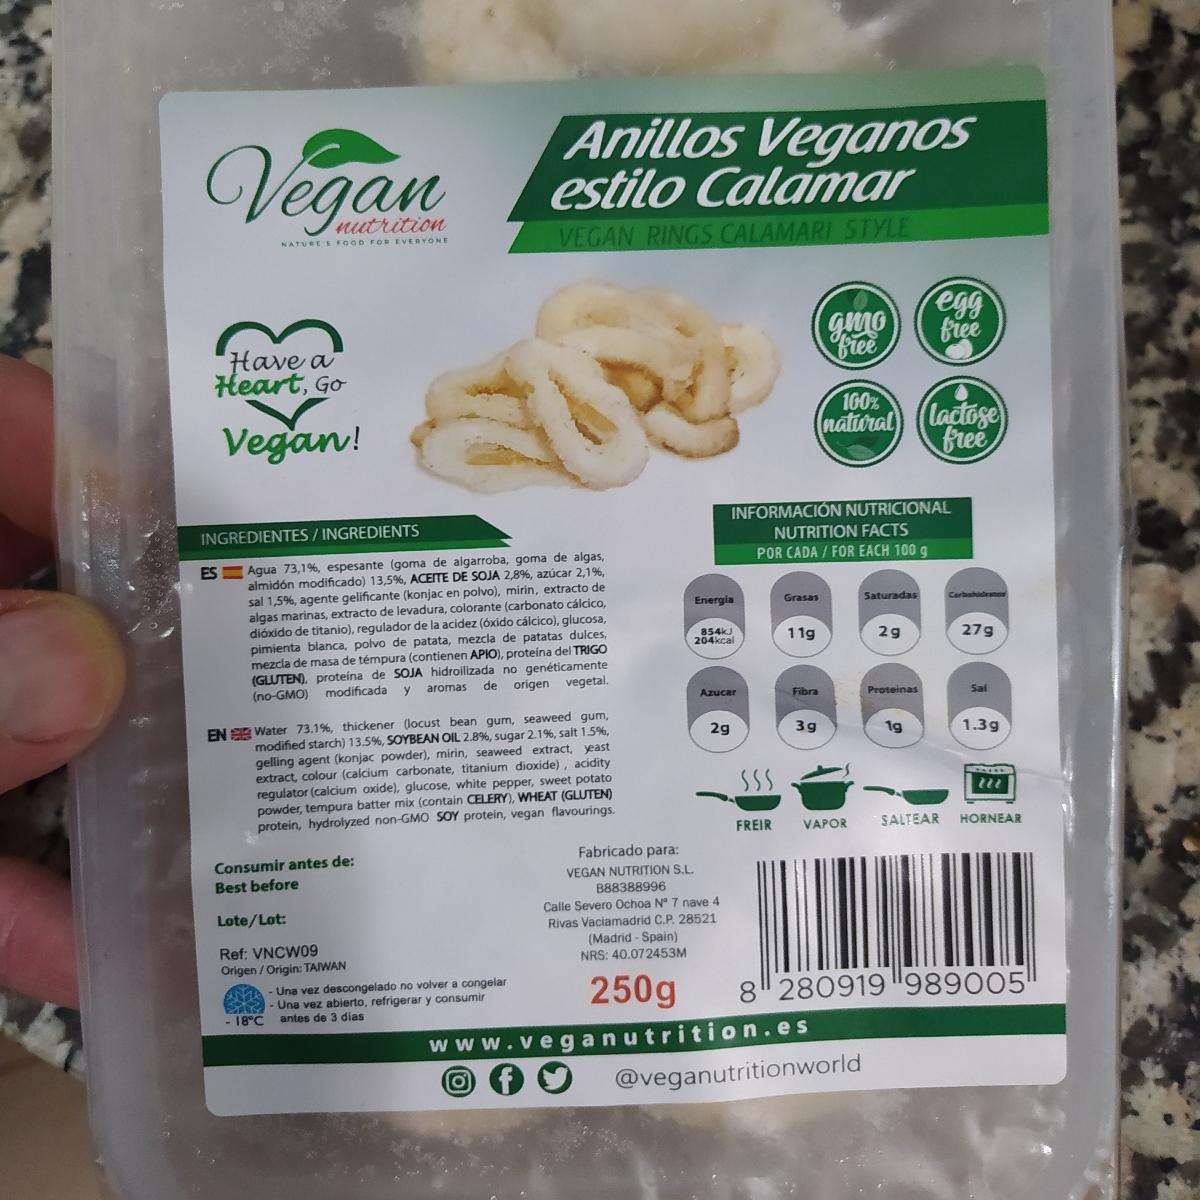 Vegan
nutrition
NATURE'S FOOD FOR EVERYONE
Anillos Veganos
estilo Calamar
VEGAN RINGS CALAMARI STYLE
Have a
Heart, Go
Vegan!
gmo
free
egg
free
100%
natural
lactose
free
INGREDIENTES / INGREDIENTS
ES Agua 73,1%, espesante (goma de algarroba, goma de algas,
almidón modificado) 13,5%, ACEITE DE SOJA 2,8%, azúcar 2,1%,
sal 1,5%, agente gelificante (konjac en polvo), mirin, extracto de
algas marinas, extracto de levadura, colorante (carbonato cálcico,
dióxido de titanio), regulador de la acidez (óxido cálcico), glucosa,
pimienta blanca, polvo de patata, mezcla de patatas dulces,
mezcla de masa de témpura (contienen APIO), proteína del TRIGO
(GLUTEN), proteína de SOJA hidroilizada no genéticamente
(no-GMO) modificada y aromas de origen vegetal.
EN Water 73.1%, thickener (locust bean gum, seaweed gum,
modified starch) 13.5%, SOYBEAN OIL 2.8%, sugar 2.1%, salt 1.5%,
gelling agent (konjac powder), mirin, seaweed extract, yeast
extract, colour (calcium carbonate, titanium dioxide) , acidity
regulator (calcium oxide), glucose, white pepper, sweet potato
powder, tempura batter mix (contain CELERY), WHEAT (GLUTEN)
protein, hydrolyzed non-GMO SOY protein, vegan flavourings.
INFORMACIÓN NUTRICIONAL
NUTRITION FACTS
POR CADA / FOR EACH 100 g
Energía Grasas Saturadas Carbohidratos
854kJ
204kcal 11g 2g 27g
Azucar Fibra Proteinas Sal
2g 3g 1g 1.3g
FREIR VAPOR SALTEAR HORNEAR
Consumir antes de:
Best before
Lote/Lot:
Ref: VNCW09
Origen / Origin: TAIWAN
- Una vez descongelado no volver a congelar
- Una vez abierto, refrigerar y consumir
antes de 3 dias
- 18°C
Fabricado para:
VEGAN NUTRITION S.L.
B88388996
Calle Severo Ochoa Nº 7 nave 4
Rivas Vaciamadrid C.P. 28521
(Madrid - Spain)
NRS: 40.072453M
250g
8 280919 989005
www.veganutrition.es
@veganutritionworld